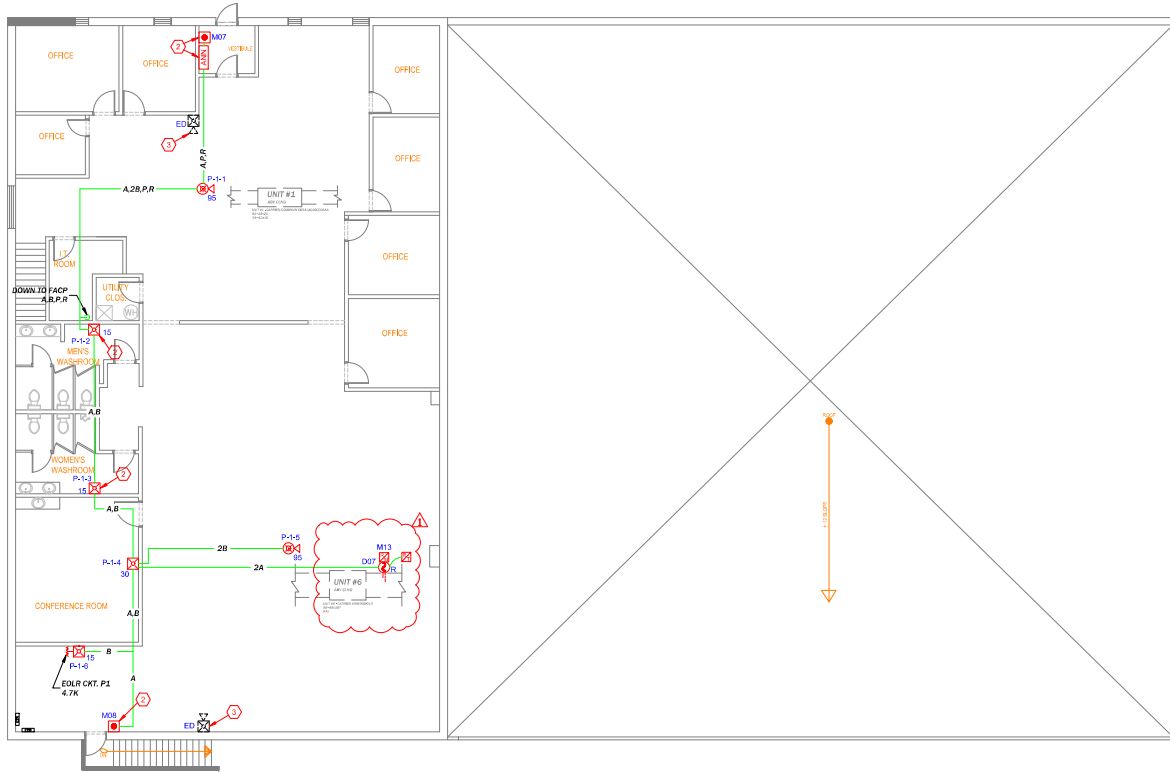 OFFICE
OFFICE
2
M07
ANN
VESTIBULE
OFFICE
OFFICE
ED
3
A,P,R
OFFICE
P-1-1
95
A,2B,P,R
UNIT #1
OFFICE
I.T.
ROOM
DOWN TO FACP
A,B,P,R
UTILITY
CLOS.
WH
P-1-2
15
2
MEN'S
WASHROOM
OFFICE
A,B
WOMEN'S
WASHROOM
P-1-3
15
2
A,B
ROOF
1
P-1-5
95
2B
M13
D07
R
P-1-4
30
2A
UNIT #6
CONFERENCE ROOM
A,B
15
P-1-6
B
EOLR CKT. P1
4.7K
A
M08
2
ED
3